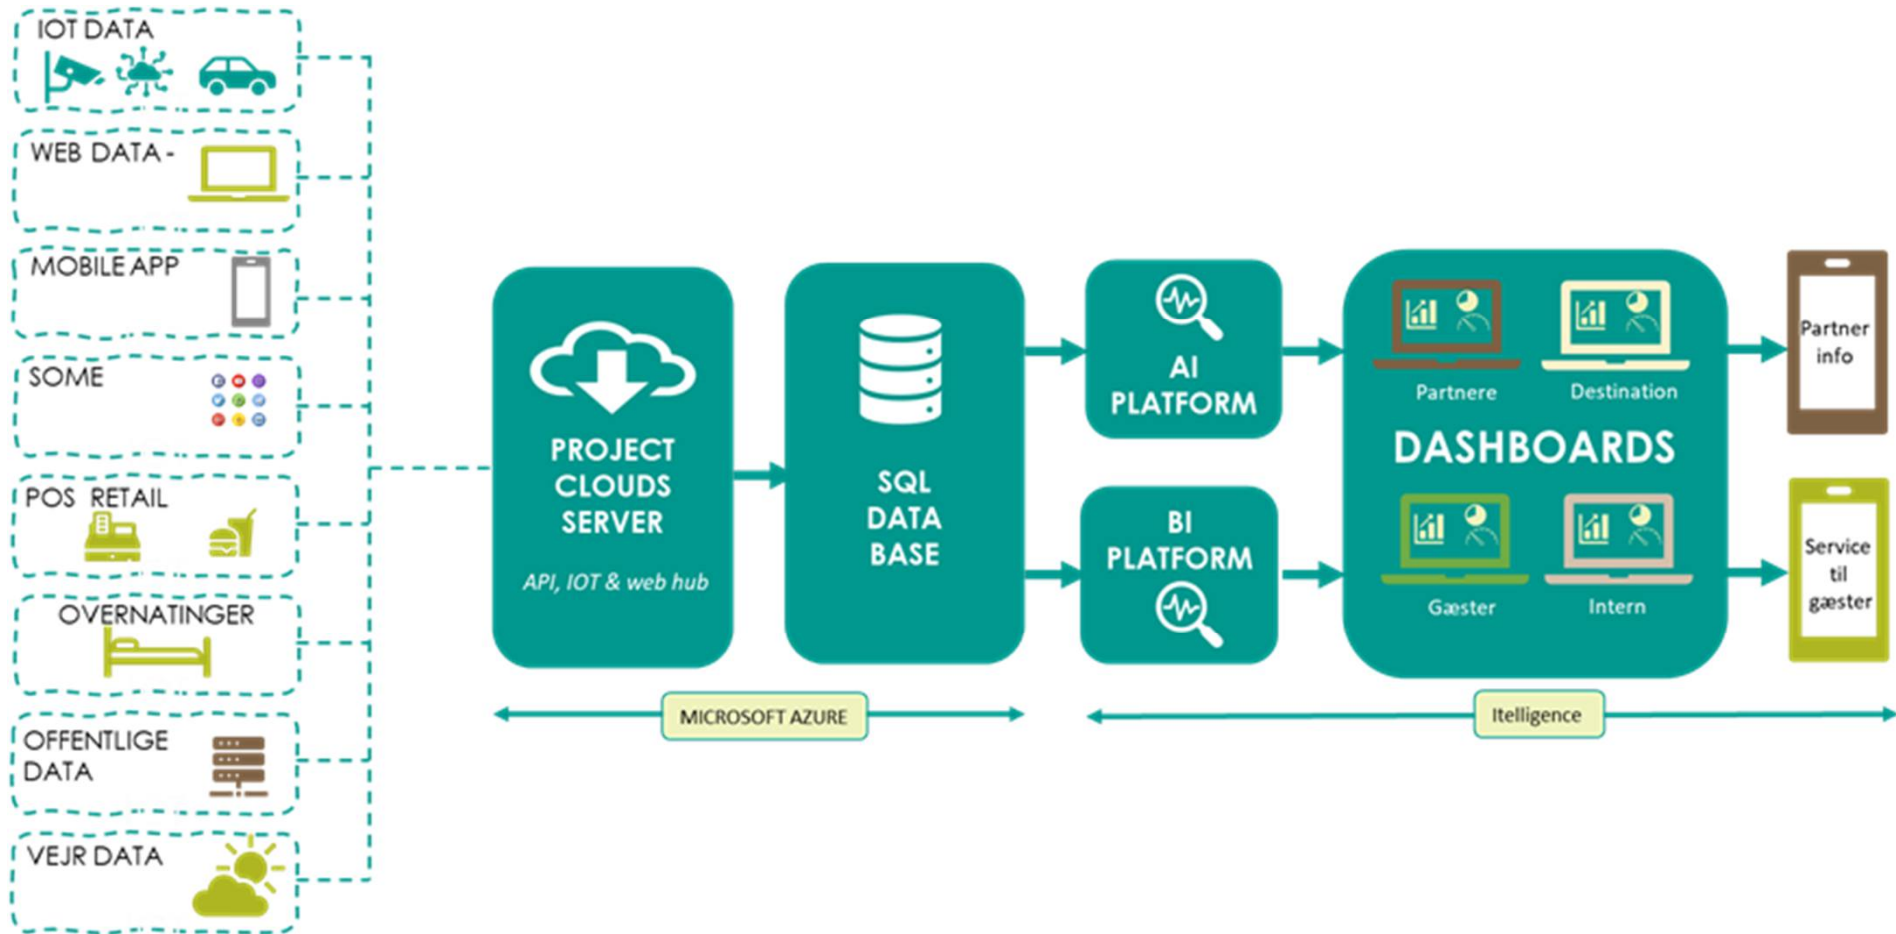 IOT DATA
WEB DATA -
MOBILE APP
SOME
POS RETAIL
OVERNATINGER
OFFENTLIGE
DATA
VEJR DATA
PROJECT
CLOUDS
SERVER
API, IOT & web hub
SQL
DATA
BASE
MICROSOFT AZURE
AI
PLATFORM
BI
PLATFORM
Partnere
Destination
DASHBOARDS
Gæster
Intern
Itelligence
Partner
info
Service
til
gæster